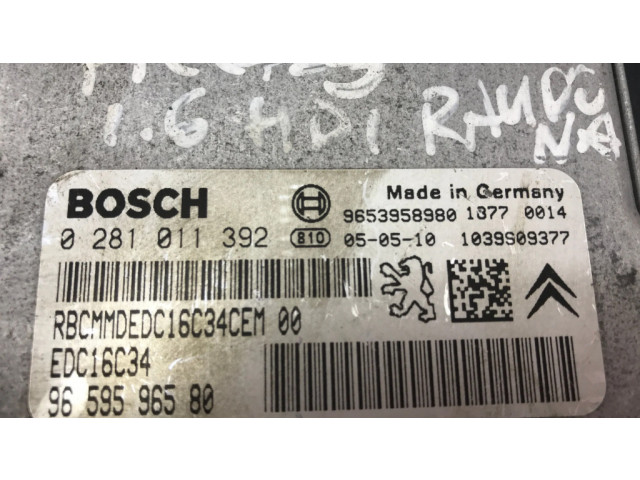 1.6 HDI
BOSCH
Made in Germany
9653958980 1877 0014
0 281 011 392 810 05-05-10 1039S09377
RBCMMDEDC16C34CEM 00
EDC16C34
96 595 965 80